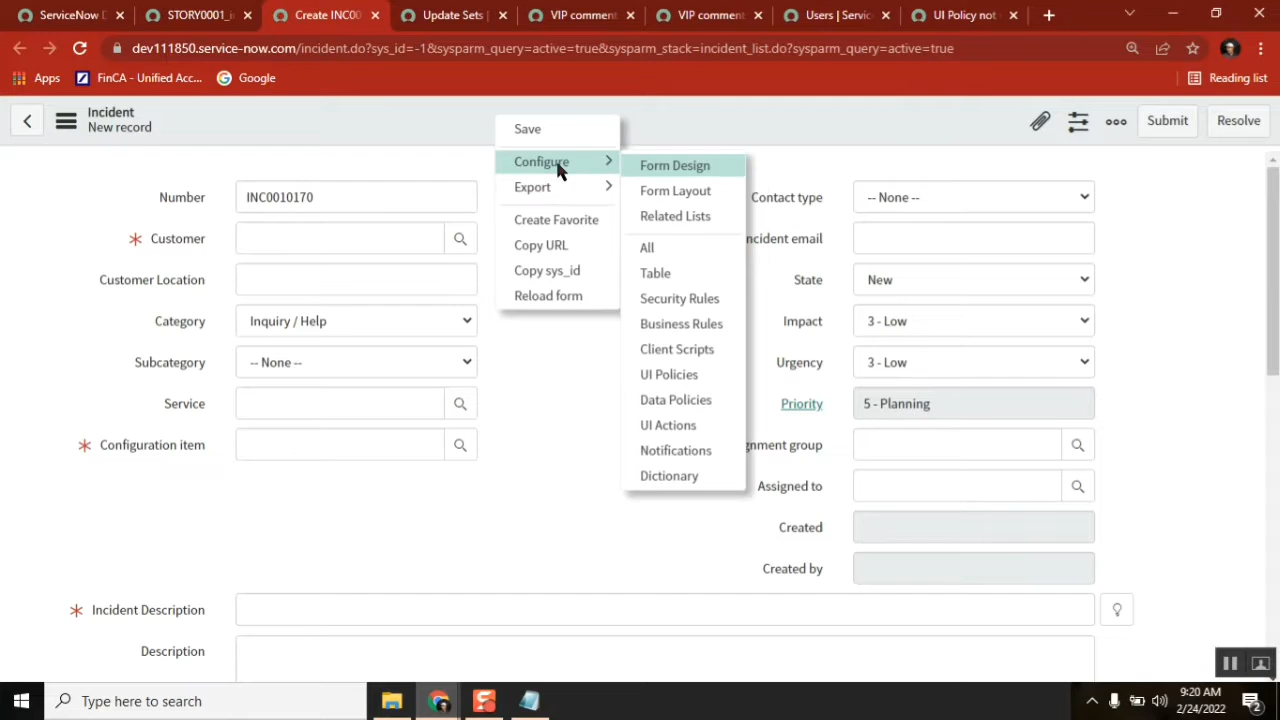 ServiceNow D
STORY0001_i
Create INC00
Update Sets |
VIP comment
VIP comment
Users | Servic
UI Policy not
dev111850.service-now.com/incident.do?sys_id=-1&sysparm_query=active=true&sysparm_stack=incident_list.do?sysparm_query=active=true
Apps
FinCA - Unified Acc...
Google
Reading list
Incident
New record
Submit
Resolve
Save
Configure
Export
Create Favorite
Copy URL
Copy sys_id
Reload form
Form Design
Form Layout
Related Lists
All
Table
Security Rules
Business Rules
Client Scripts
UI Policies
Data Policies
UI Actions
Notifications
Dictionary
Number
INC0010170
Customer
Customer Location
Category
Inquiry / Help
Subcategory
-- None --
Service
Configuration item
Contact type
-- None --
ncident email
State
New
Impact
3 - Low
Urgency
3 - Low
Priority
5 - Planning
gnment group
Assigned to
Created
Created by
Incident Description
Description
Type here to search
9:20 AM
2/24/2022
2